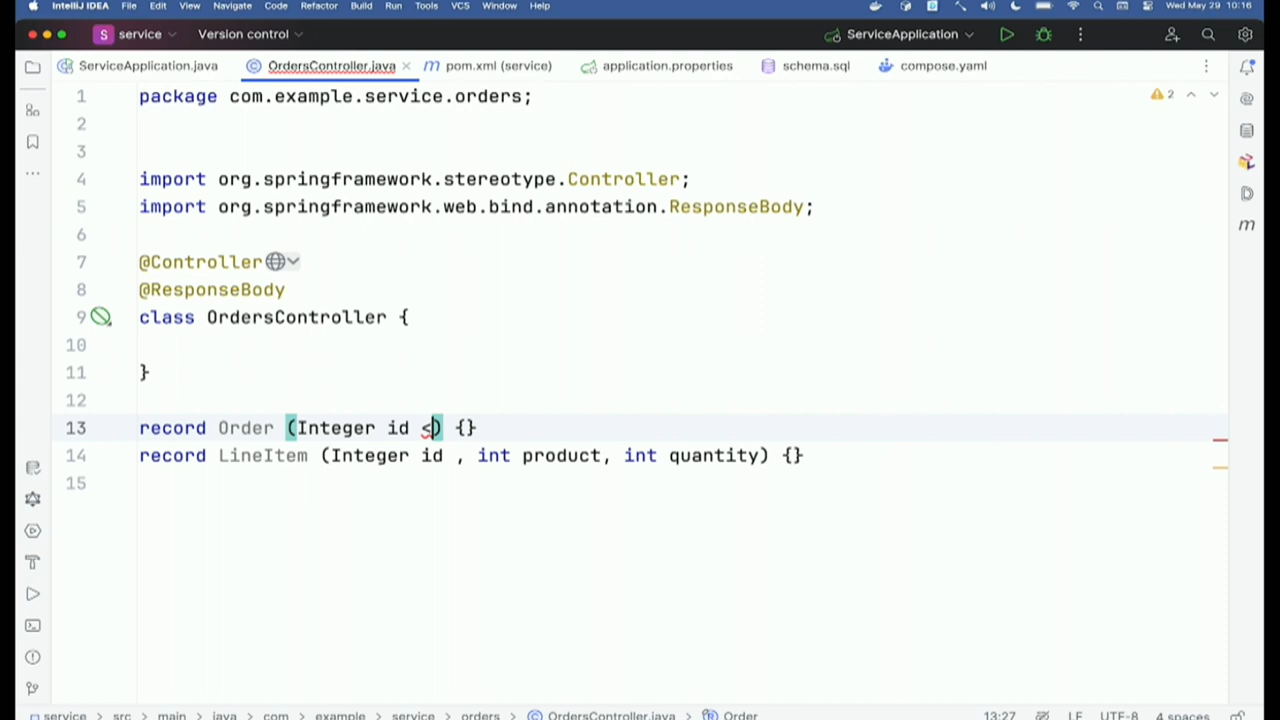 IntelliJ IDEA File Edit View Navigate Code Refactor Build Run Tools VCS Window Help Wed May 29 10:16
S service Version control ServiceApplication
ServiceApplication.java OrdersController.java pom.xml (service) application.properties schema.sql compose.yaml
1 package com.example.service.orders; 2
2
3
4 import org.springframework.stereotype.Controller;
5 import org.springframework.web.bind.annotation.ResponseBody;
6
7 @Controller
8 @ResponseBody
9 class OrdersController {
10
11 }
12
13 record Order (Integer id <) {}
14 record LineItem (Integer id , int product, int quantity) {}
15
service > src > main > java > com > example > service > orders > OrdersController.java > Order 13:27 LF UTF-8 4 spaces